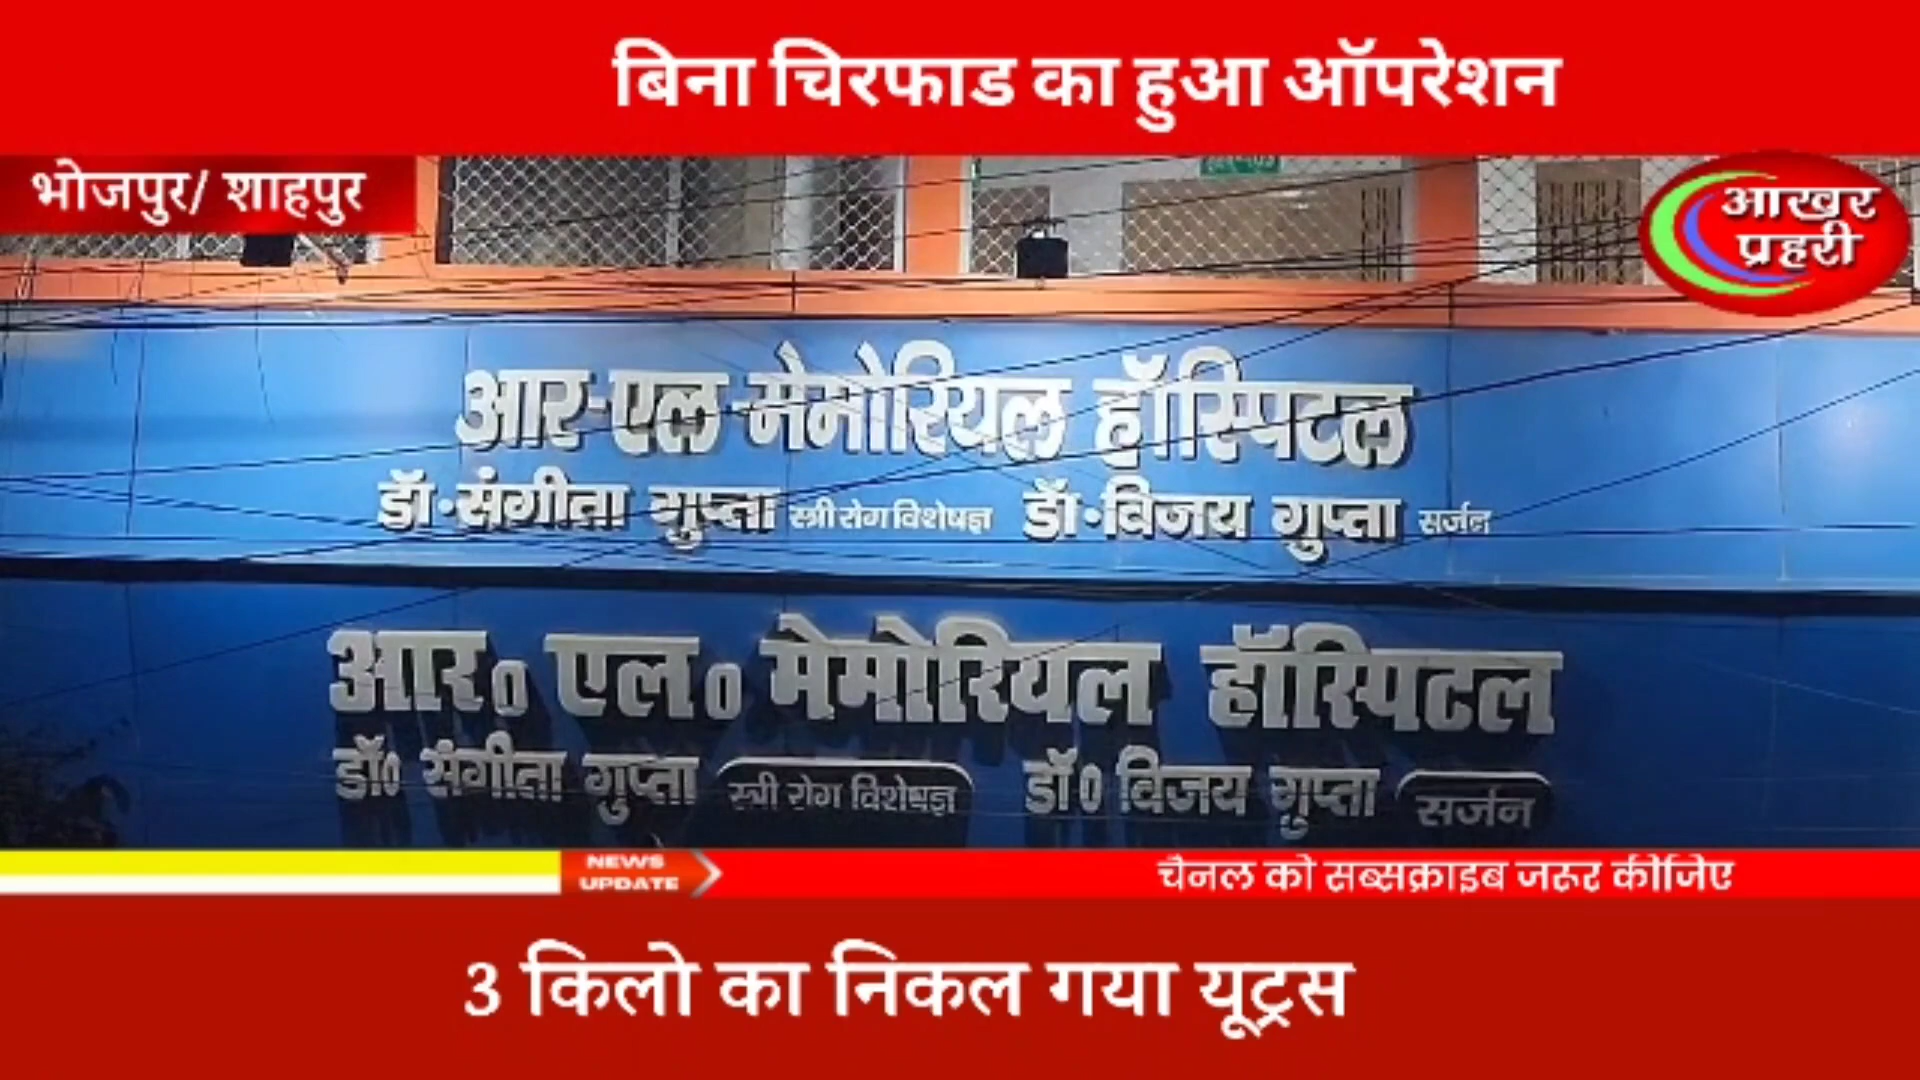 बिना चिरफाड का हुआ ऑपरेशन
भोजपुर/ शाहपुर
आखर
प्रहरी
आर॰एल॰मेमोरियल हॉस्पिटल
डॉ॰संगीता गुप्ता स्त्री रोग विशेषज्ञ डॉ॰विजय गुप्ता सर्जन
आर० एल० मेमोरियल हॉस्पिटल
डॉ० संगीता गुप्ता स्त्री रोग विशेषज्ञ डॉ० विजय गुप्ता सर्जन
NEWS
UPDATE
चैनल को सब्सक्राइब जरूर कीजिए
3 किलो का निकल गया यूट्रस